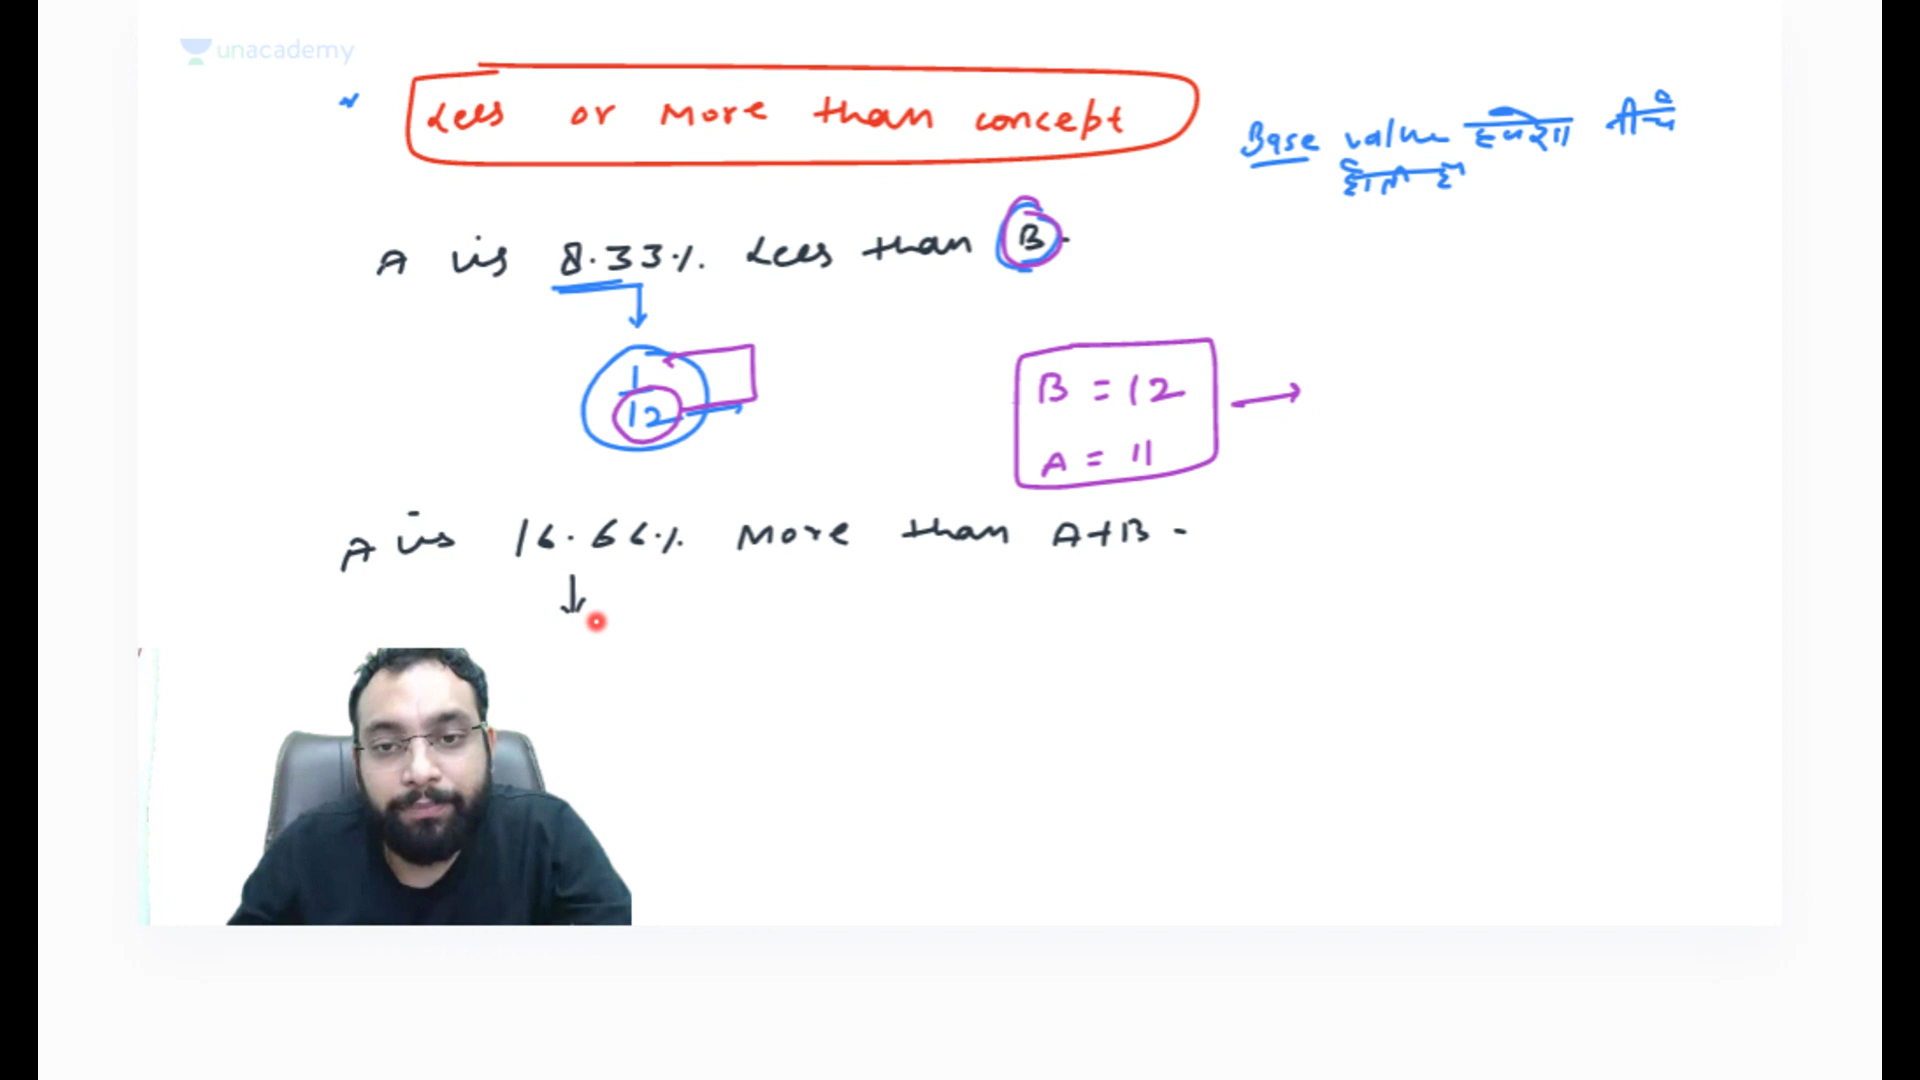 unacademy
Less or More than concept
Base value हमेशा
A is 8.33% Less than B.
1
12
B = 12
A = 11
A is 16.66% More than A+B -